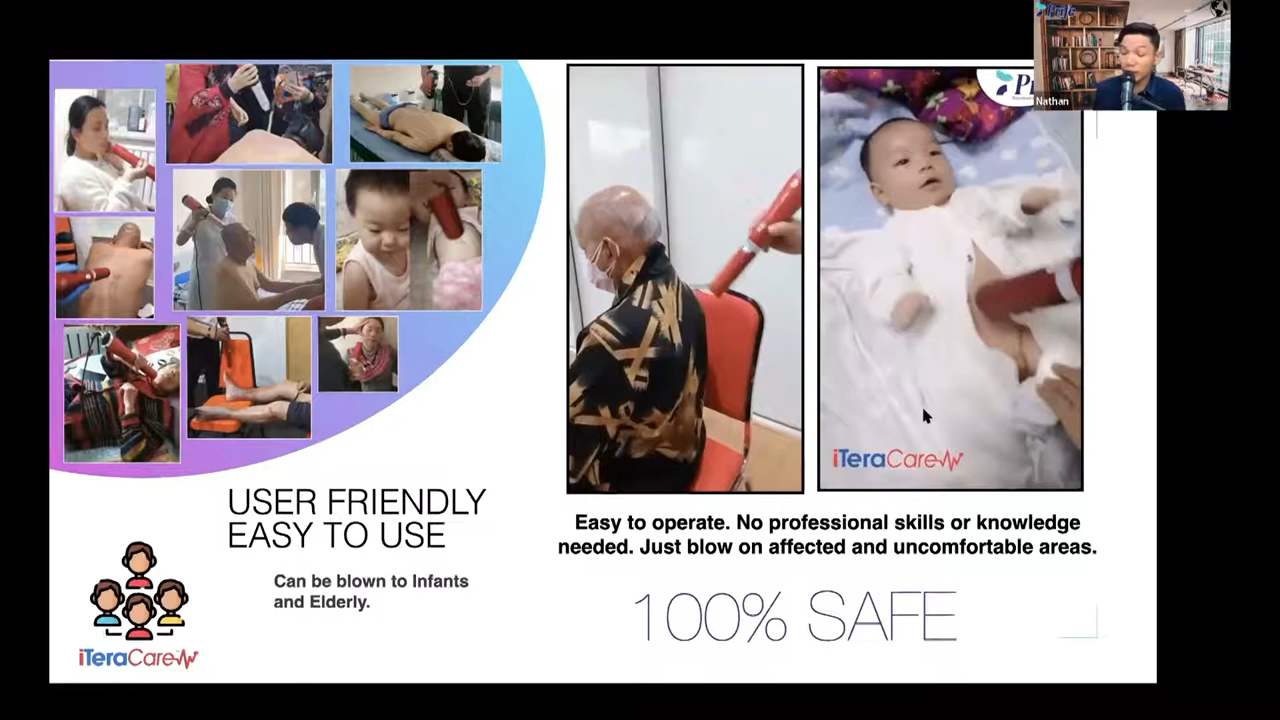 Nathan
iTeraCare
USER FRIENDLY
EASY TO USE
Can be blown to Infants
and Elderly.
iTeraCare
Easy to operate. No professional skills or knowledge
needed. Just blow on affected and uncomfortable areas.
100% SAFE